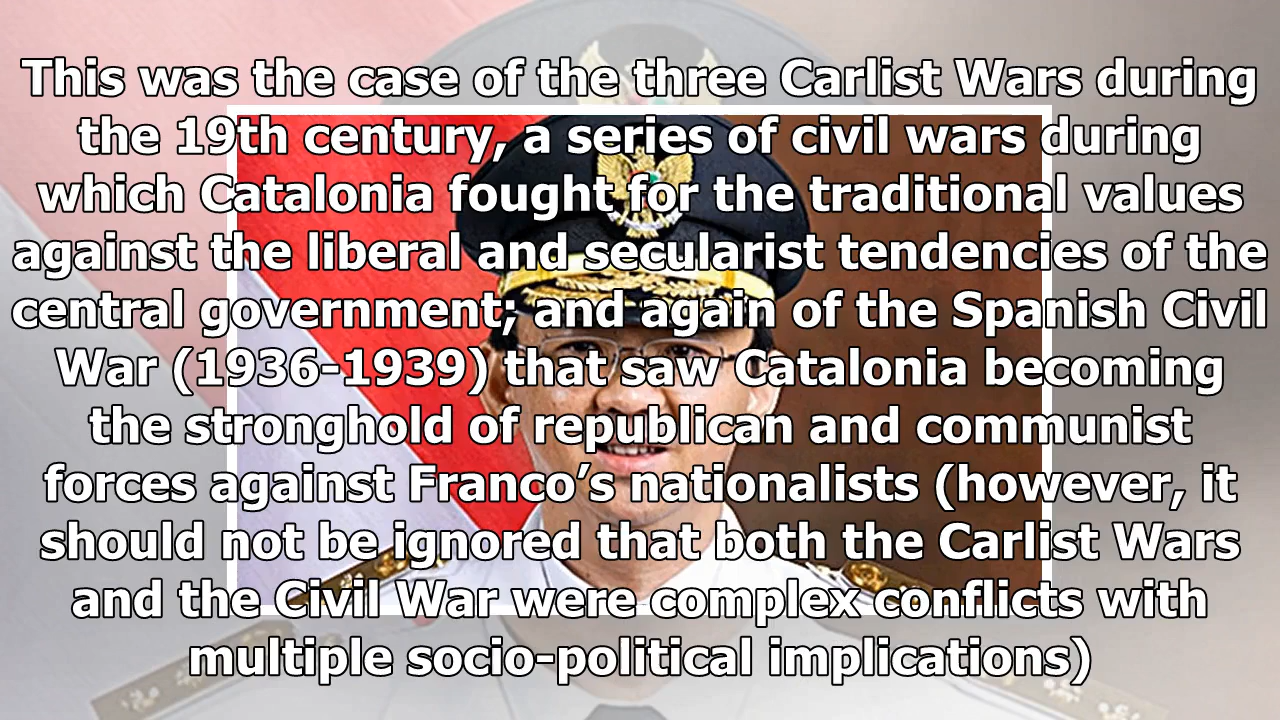 This was the case of the three Carlist Wars during
the 19th century, a series of civil wars during
which Catalonia fought for the traditional values
against the liberal and secularist tendencies of the
central government; and again of the Spanish Civil
War (1936-1939) that saw Catalonia becoming
the stronghold of republican and communist
forces against Franco’s nationalists (however, it
should not be ignored that both the Carlist Wars
and the Civil War were complex conflicts with
multiple socio-political implications)